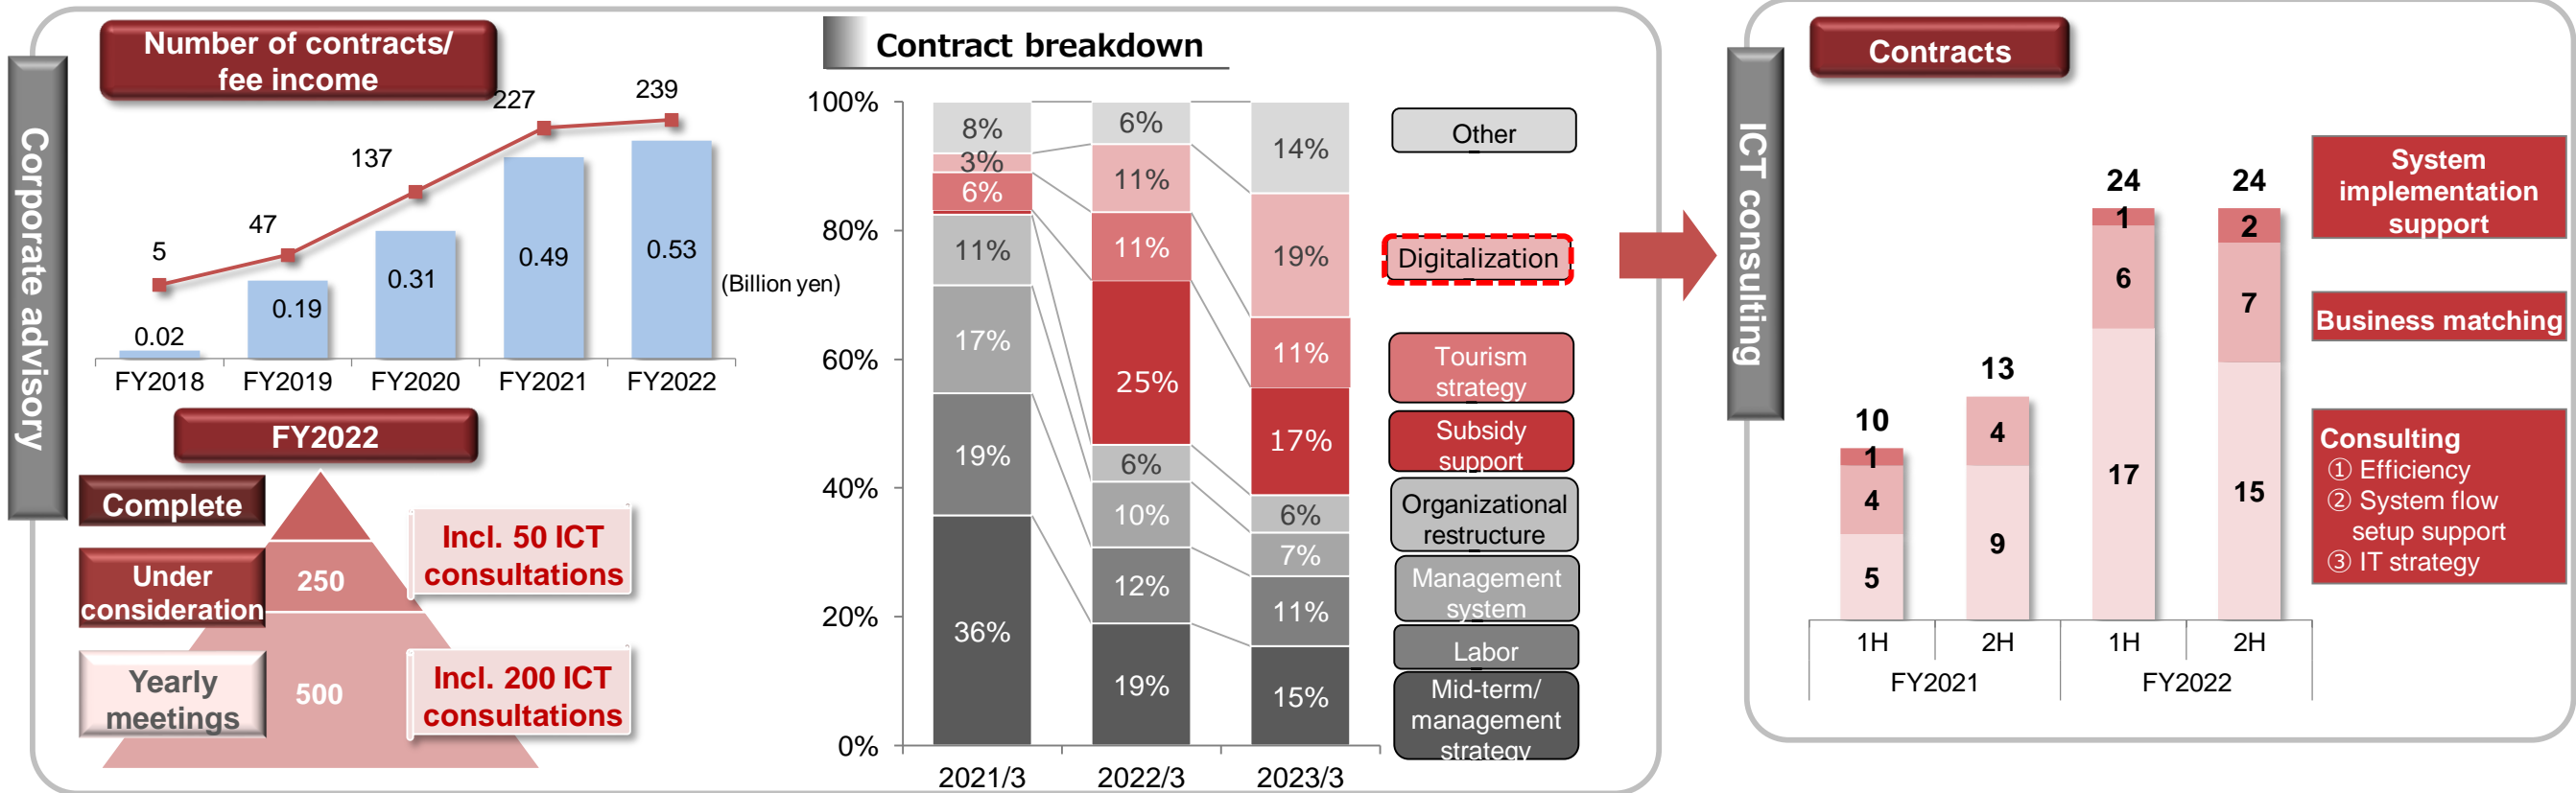 Corporate advisory
Number of contracts/
fee income
5
47
137
227
239
0.02
0.19
0.31
0.49
0.53
(Billion yen)
FY2018
FY2019
FY2020
FY2021
FY2022
FY2022
Complete
Under
consideration
250
Incl. 50 ICT
consultations
Yearly
meetings
500
Incl. 200 ICT
consultations
Contract breakdown
100%
80%
60%
40%
20%
0%
8%
3%
6%
11%
17%
19%
36%
6%
11%
11%
25%
6%
10%
12%
19%
14%
19%
11%
17%
6%
7%
11%
15%
2021/3
2022/3
2023/3
Other
Digitalization
Tourism
strategy
Subsidy
support
Organizational
restructure
Management
system
Labor
Mid-term/
management
strategy
ICT consulting
Contracts
10
1
4
5
13
4
9
24
1
6
17
24
2
7
15
1H
2H
1H
2H
FY2021
FY2022
System
implementation
support
Business matching
Consulting
① Efficiency
② System flow
setup support
③ IT strategy